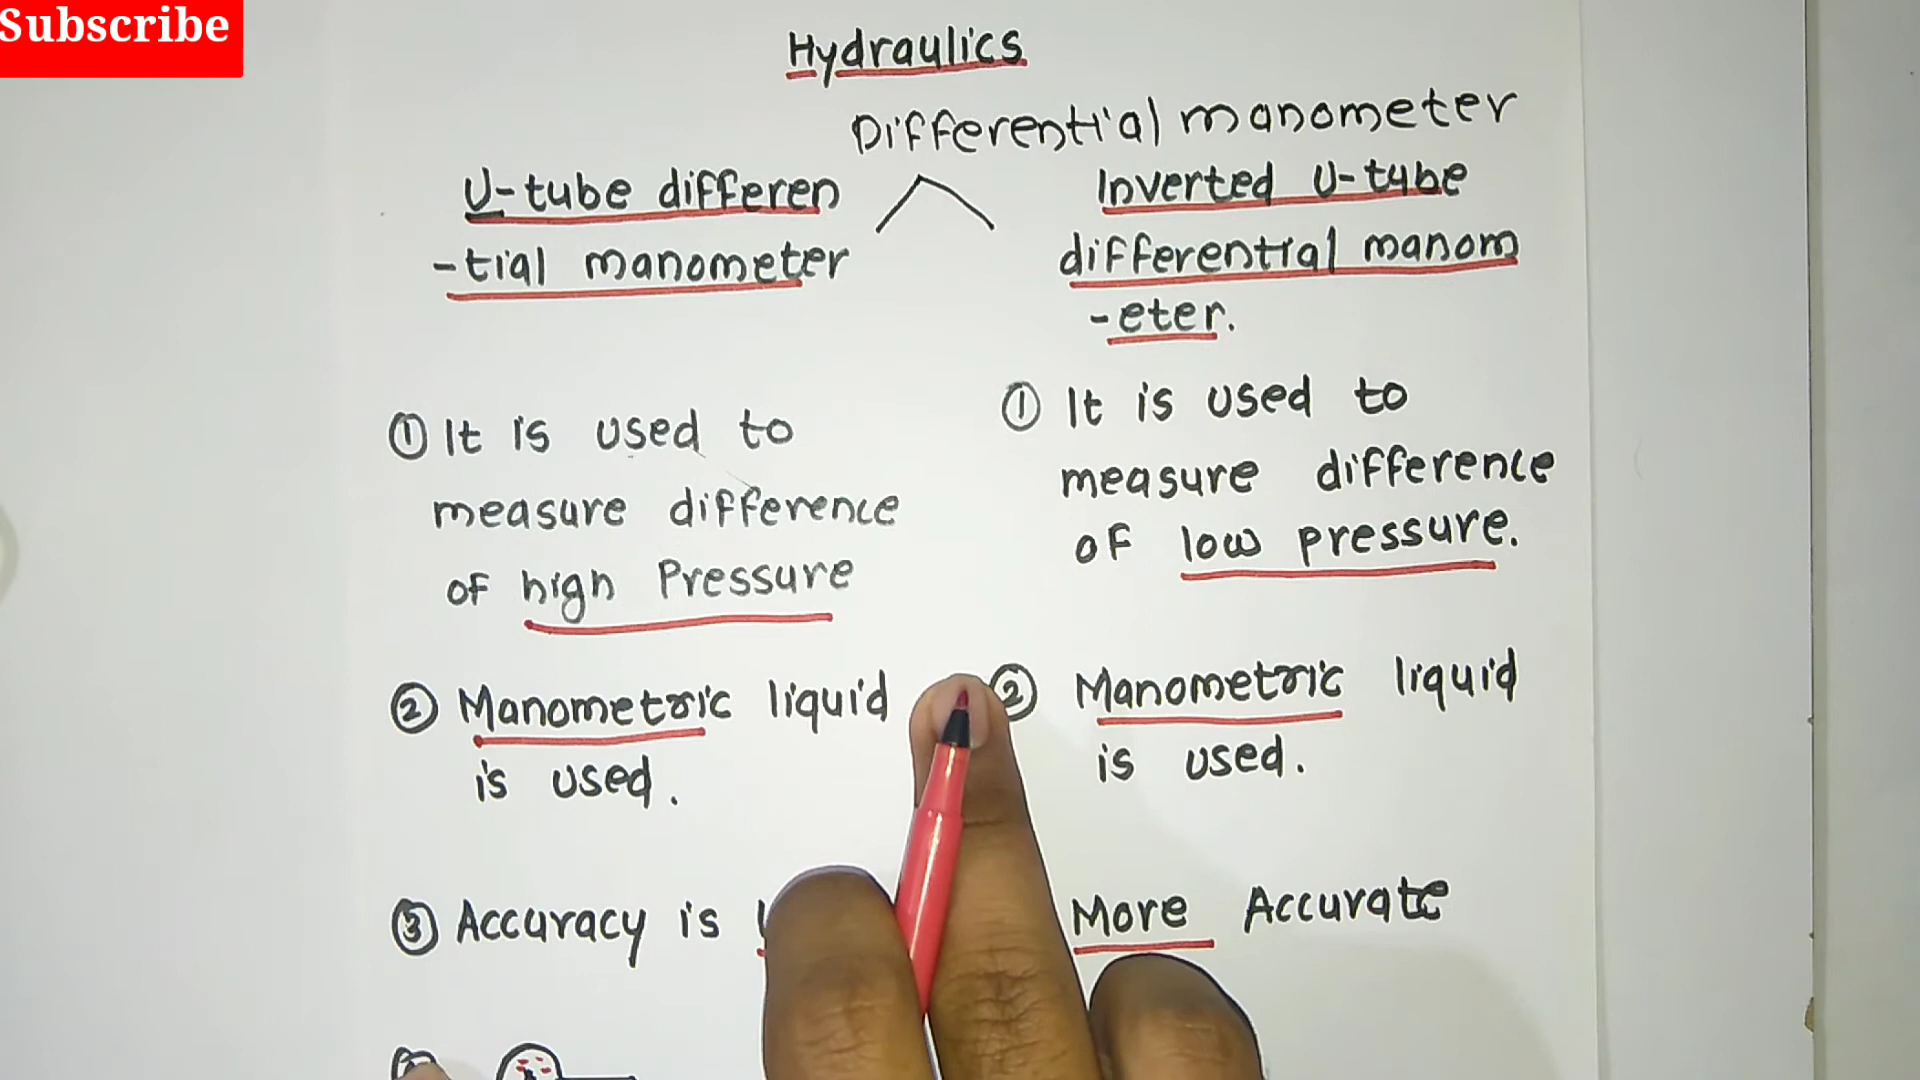 Subscribe
Hydraulics
Differential manometer
U-tube differen
-tial manometer
Inverted U-tube
differential manom
-eter.
① It is used to
measure difference
of high Pressure
② Manometric liquid
is used.
③ Accuracy is
① It is used to
measure difference
of low pressure.
② Manometric liquid
is used.
More Accurate